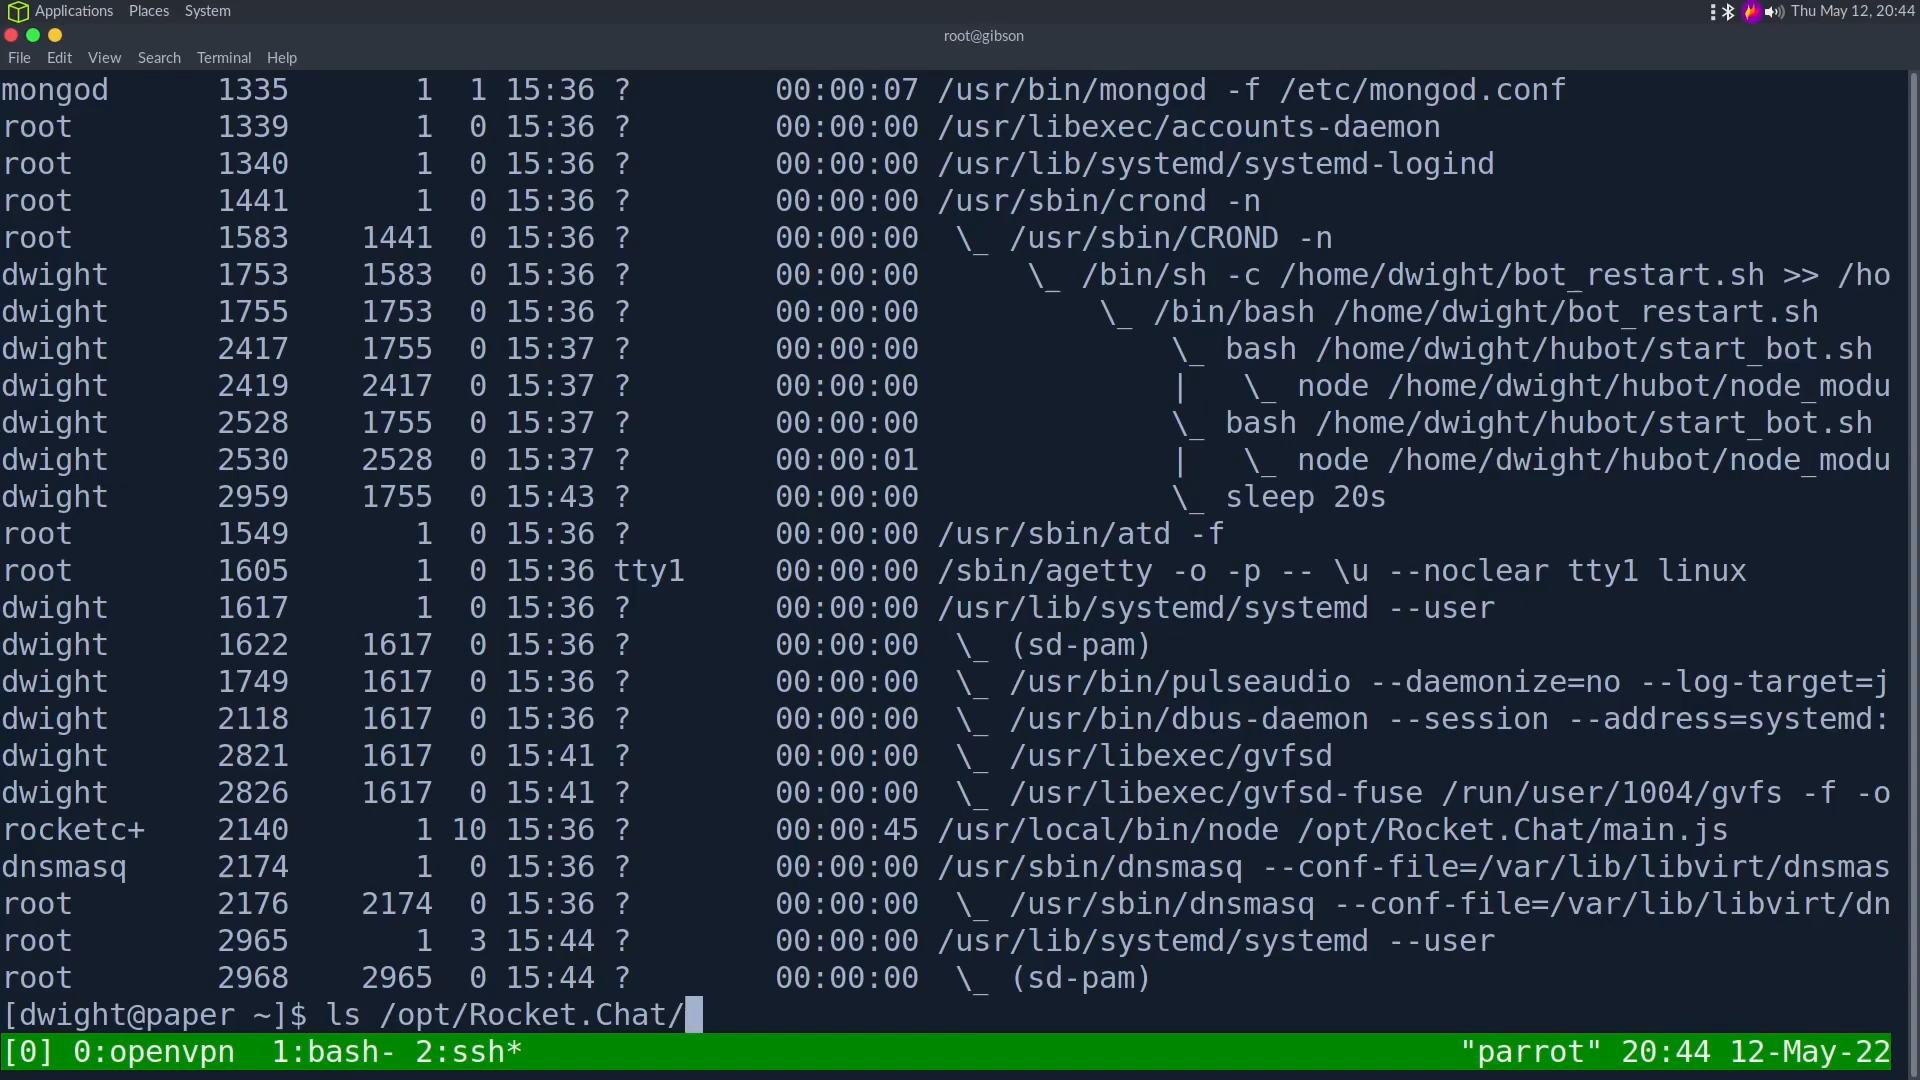 Applications Places System Thu May 12, 20:44
root@gibson
File Edit View Search Terminal Help
mongod 1335 1 1 15:36 ? 00:00:07 /usr/bin/mongod -f /etc/mongod.conf
root 1339 1 0 15:36 ? 00:00:00 /usr/libexec/accounts-daemon
root 1340 1 0 15:36 ? 00:00:00 /usr/lib/systemd/systemd-logind
root 1441 1 0 15:36 ? 00:00:00 /usr/sbin/crond -n
root 1583 1441 0 15:36 ? 00:00:00 \_ /usr/sbin/CROND -n
dwight 1753 1583 0 15:36 ? 00:00:00 \_ /bin/sh -c /home/dwight/bot_restart.sh >> /ho
dwight 1755 1753 0 15:36 ? 00:00:00 \_ /bin/bash /home/dwight/bot_restart.sh
dwight 2417 1755 0 15:37 ? 00:00:00 \_ bash /home/dwight/hubot/start_bot.sh
dwight 2419 2417 0 15:37 ? 00:00:00 | \_ node /home/dwight/hubot/node_modu
dwight 2528 1755 0 15:37 ? 00:00:00 \_ bash /home/dwight/hubot/start_bot.sh
dwight 2530 2528 0 15:37 ? 00:00:01 | \_ node /home/dwight/hubot/node_modu
dwight 2959 1755 0 15:43 ? 00:00:00 \_ sleep 20s
root 1549 1 0 15:36 ? 00:00:00 /usr/sbin/atd -f
root 1605 1 0 15:36 tty1 00:00:00 /sbin/agetty -o -p -- \u --noclear tty1 linux
dwight 1617 1 0 15:36 ? 00:00:00 /usr/lib/systemd/systemd --user
dwight 1622 1617 0 15:36 ? 00:00:00 \_ (sd-pam)
dwight 1749 1617 0 15:36 ? 00:00:00 \_ /usr/bin/pulseaudio --daemonize=no --log-target=j
dwight 2118 1617 0 15:36 ? 00:00:00 \_ /usr/bin/dbus-daemon --session --address=systemd:
dwight 2821 1617 0 15:41 ? 00:00:00 \_ /usr/libexec/gvfsd
dwight 2826 1617 0 15:41 ? 00:00:00 \_ /usr/libexec/gvfsd-fuse /run/user/1004/gvfs -f -o
rocketc+ 2140 1 10 15:36 ? 00:00:45 /usr/local/bin/node /opt/Rocket.Chat/main.js
dnsmasq 2174 1 0 15:36 ? 00:00:00 /usr/sbin/dnsmasq --conf-file=/var/lib/libvirt/dnsmas
root 2176 2174 0 15:36 ? 00:00:00 \_ /usr/sbin/dnsmasq --conf-file=/var/lib/libvirt/dn
root 2965 1 3 15:44 ? 00:00:00 /usr/lib/systemd/systemd --user
root 2968 2965 0 15:44 ? 00:00:00 \_ (sd-pam)
[dwight@paper ~]$ ls /opt/Rocket.Chat/
[0] 0:openvpn 1:bash- 2:ssh* "parrot" 20:44 12-May-22